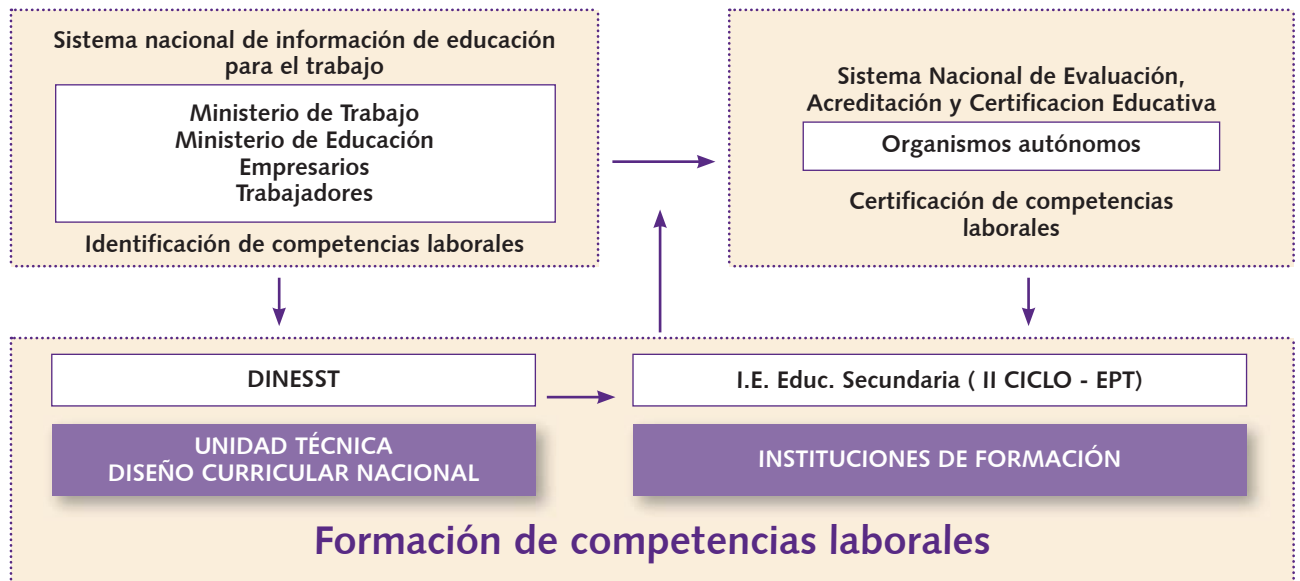 Sistema nacional de información de educación
para el trabajo
Ministerio de Trabajo
Ministerio de Educación
Empresarios
Trabajadores
Identificación de competencias laborales
Sistema Nacional de Evaluación,
Acreditación y Certificacion Educativa
Organismos autónomos
Certificación de competencias
laborales
DINESST
UNIDAD TÉCNICA
DISEÑO CURRICULAR NACIONAL
I.E. Educ. Secundaria ( II CICLO - EPT)
INSTITUCIONES DE FORMACIÓN
Formación de competencias laborales